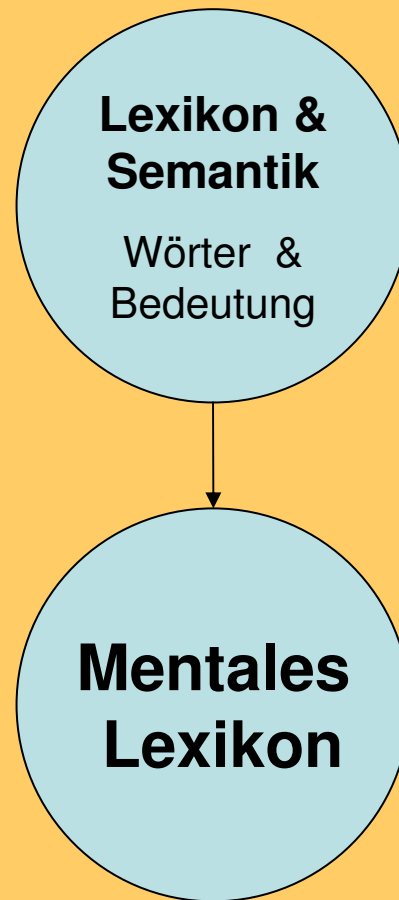 Lexikon &
Semantik
Wörter &
Bedeutung
Mentales
Lexikon